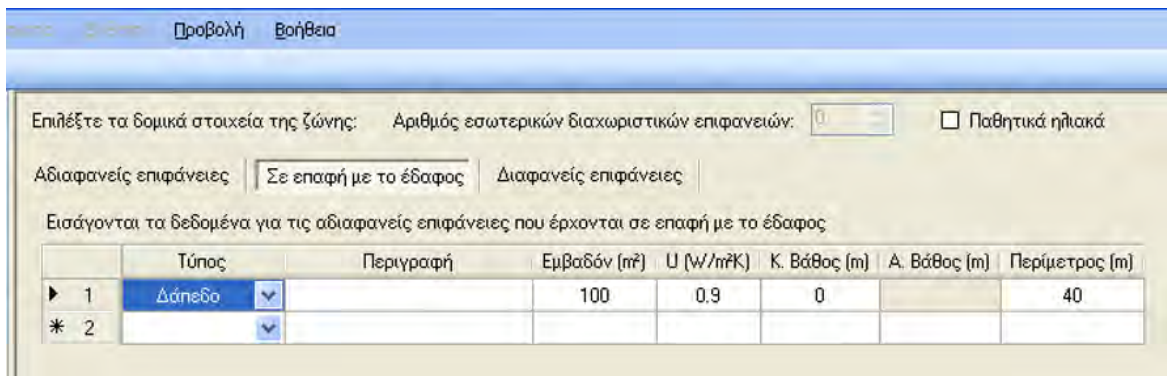 Προβολή Βοήθεια
Επιλέξτε τα δομικά στοιχεία της ζώνης: Αριθμός εσωτερικών διαχωριστικών επιφανειών: 0 Παθητικά ηλιακά
Αδιαφανείς επιφάνειες Σε επαφή με το έδαφος Διαφανείς επιφάνειες
Εισάγονται τα δεδομένα για τις αδιαφανείς επιφάνειες που έρχονται σε επαφή με το έδαφος
Τύπος Περιγραφή Εμβαδόν (m²) U (W/m²K) Κ. Βάθος (m) Α. Βάθος (m) Περίμετρος (m)
1 Δάπεδο 100 0.9 0 40
* 2